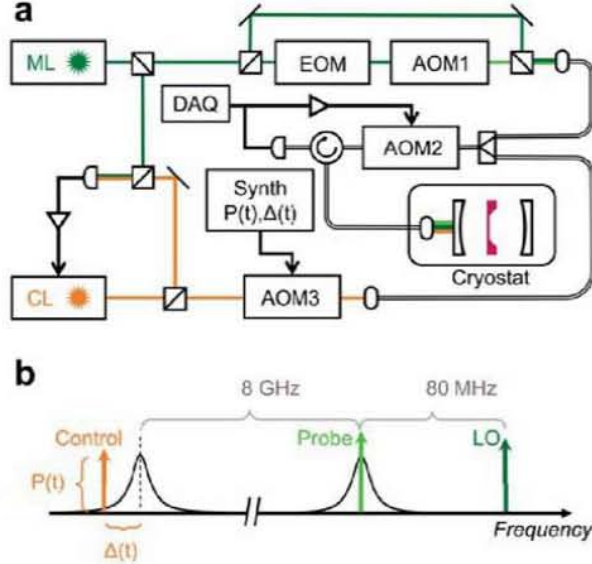 a
ML
EOM
AOM1
DAQ
AOM2
Synth
P(t),Δ(t)
Cryostat
CL
AOM3
b
8 GHz
80 MHz
Control
Probe
LO
P(t)
Frequency
Δ(t)